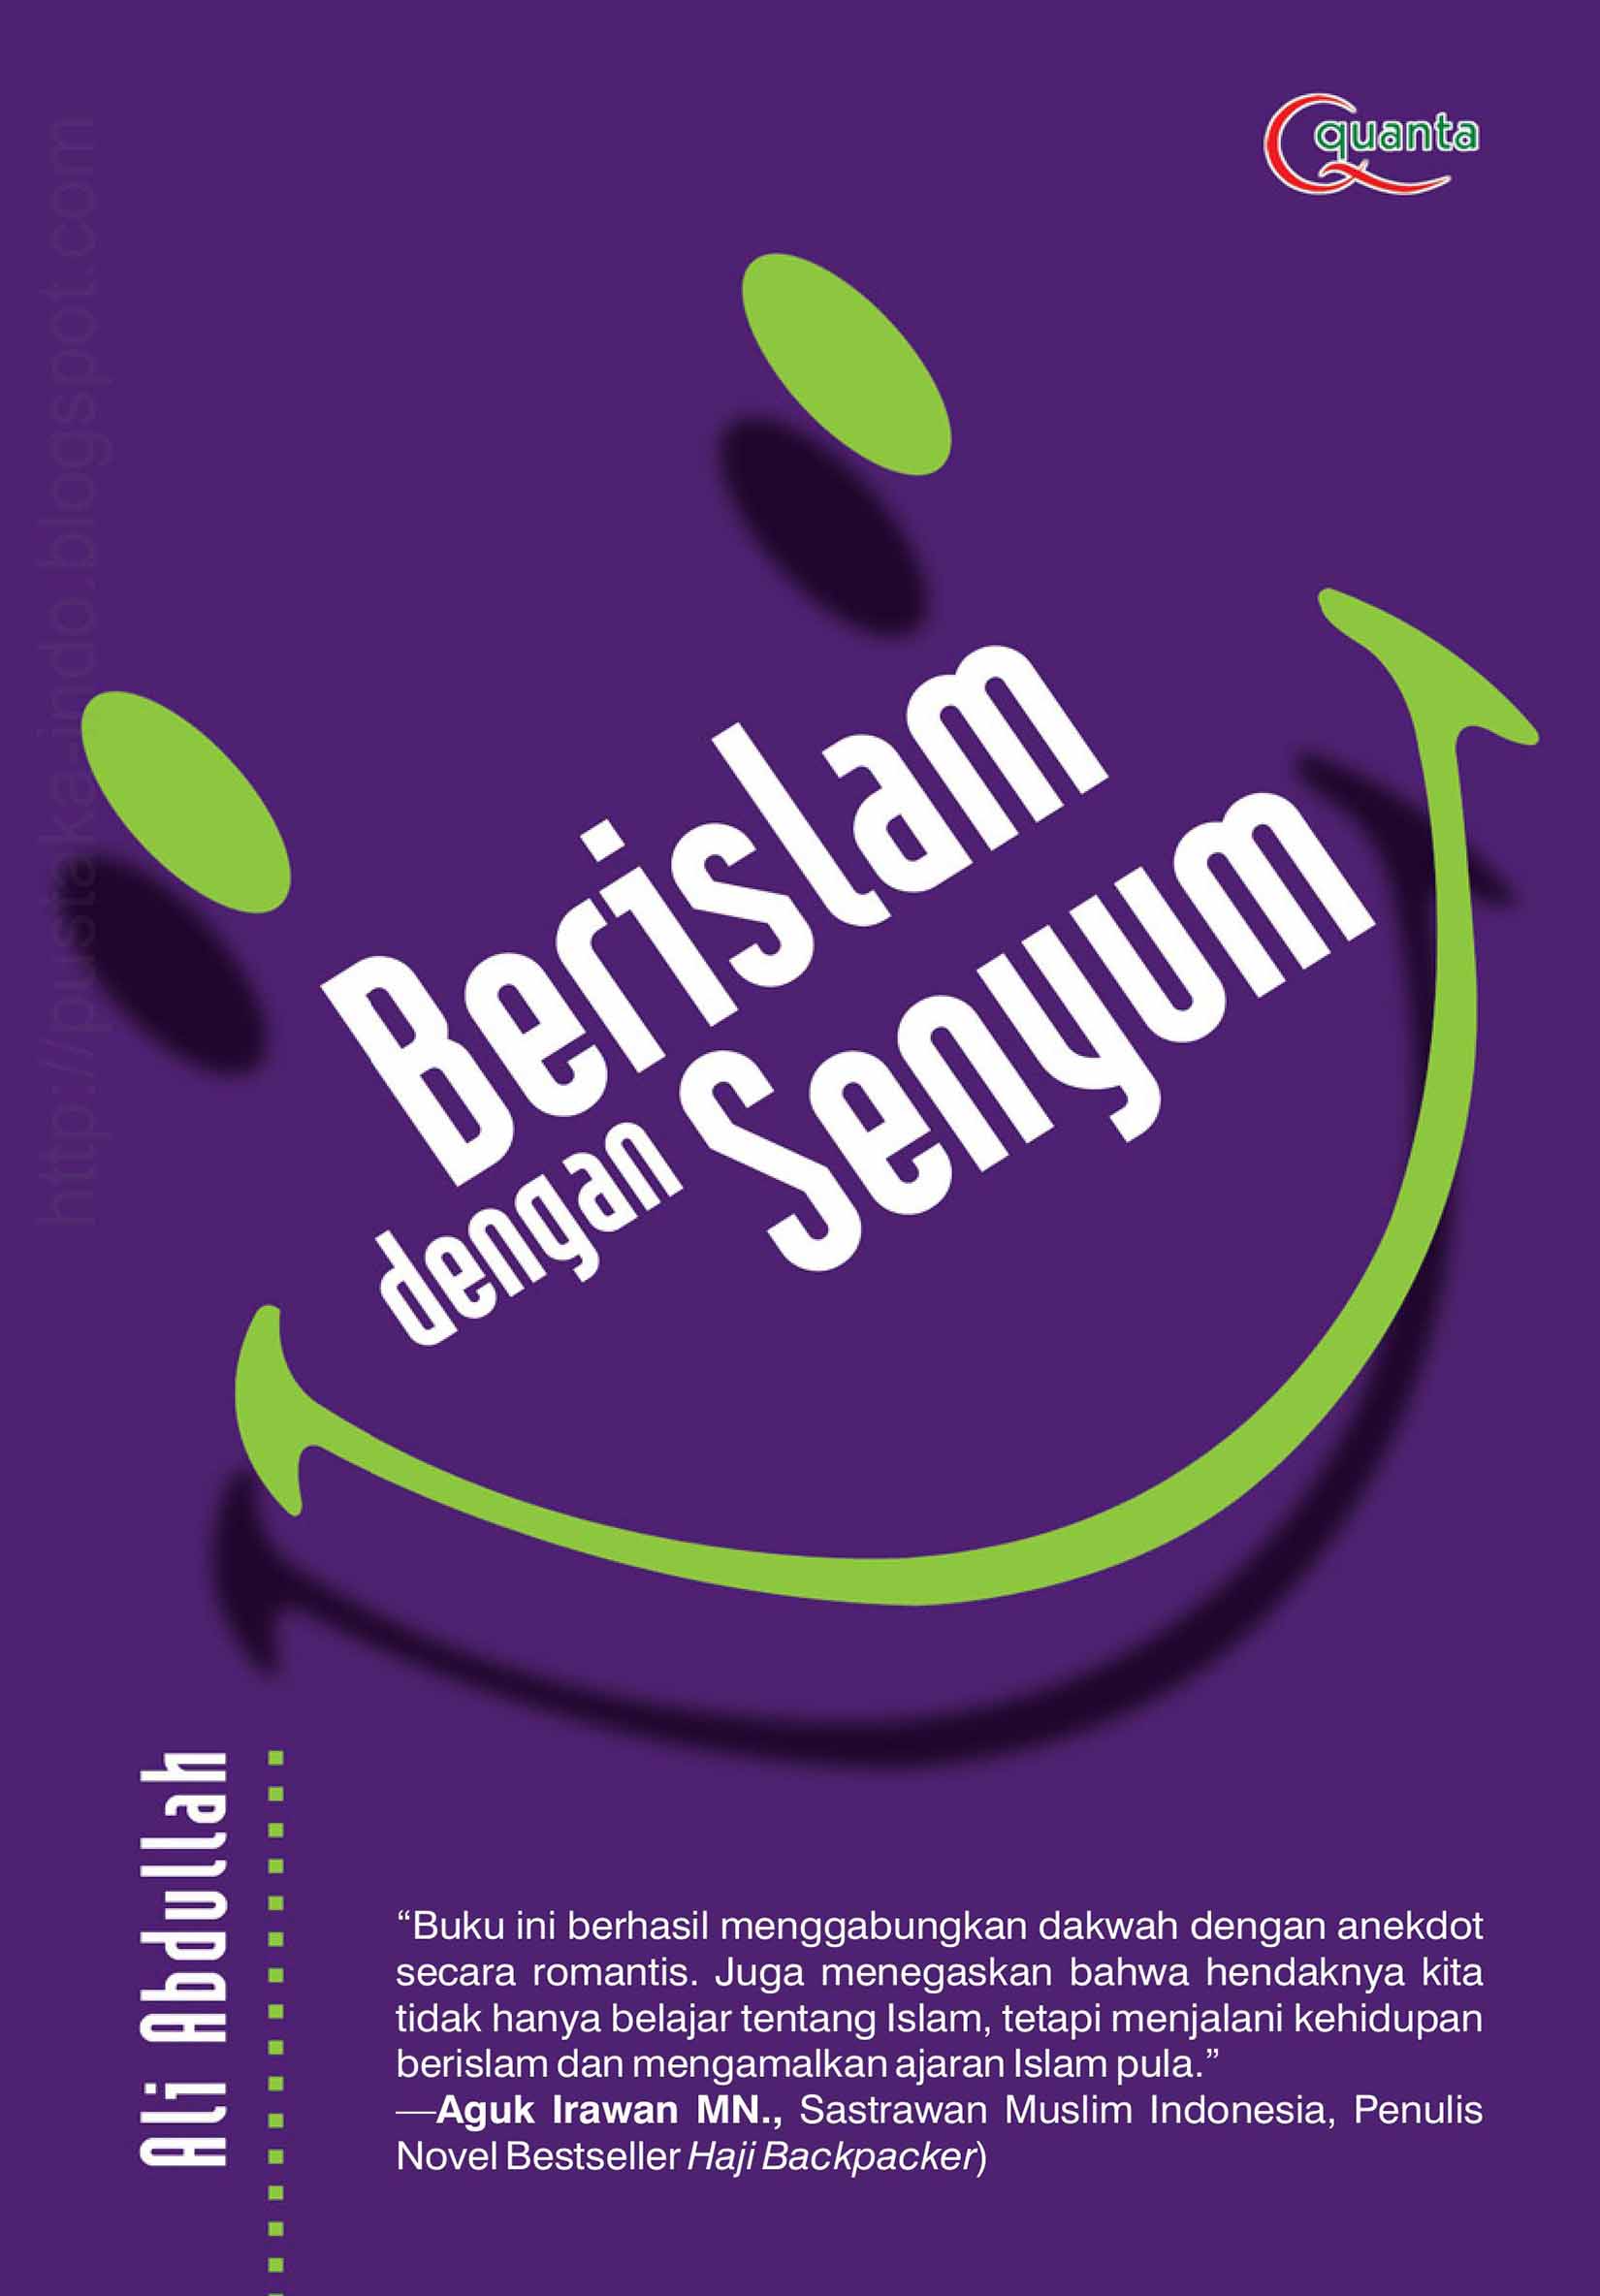 quanta
Berislam
dengan Senyum
Ali Abdullah
“Buku ini berhasil menggabungkan dakwah dengan anekdot
secara romantis. Juga menegaskan bahwa hendaknya kita
tidak hanya belajar tentang Islam, tetapi menjalani kehidupan
berislam dan mengamalkan ajaran Islam pula.”
—Aguk Irawan MN., Sastrawan Muslim Indonesia, Penulis
Novel Bestseller Haji Backpacker)
http://pustaka-indo.blogspot.com